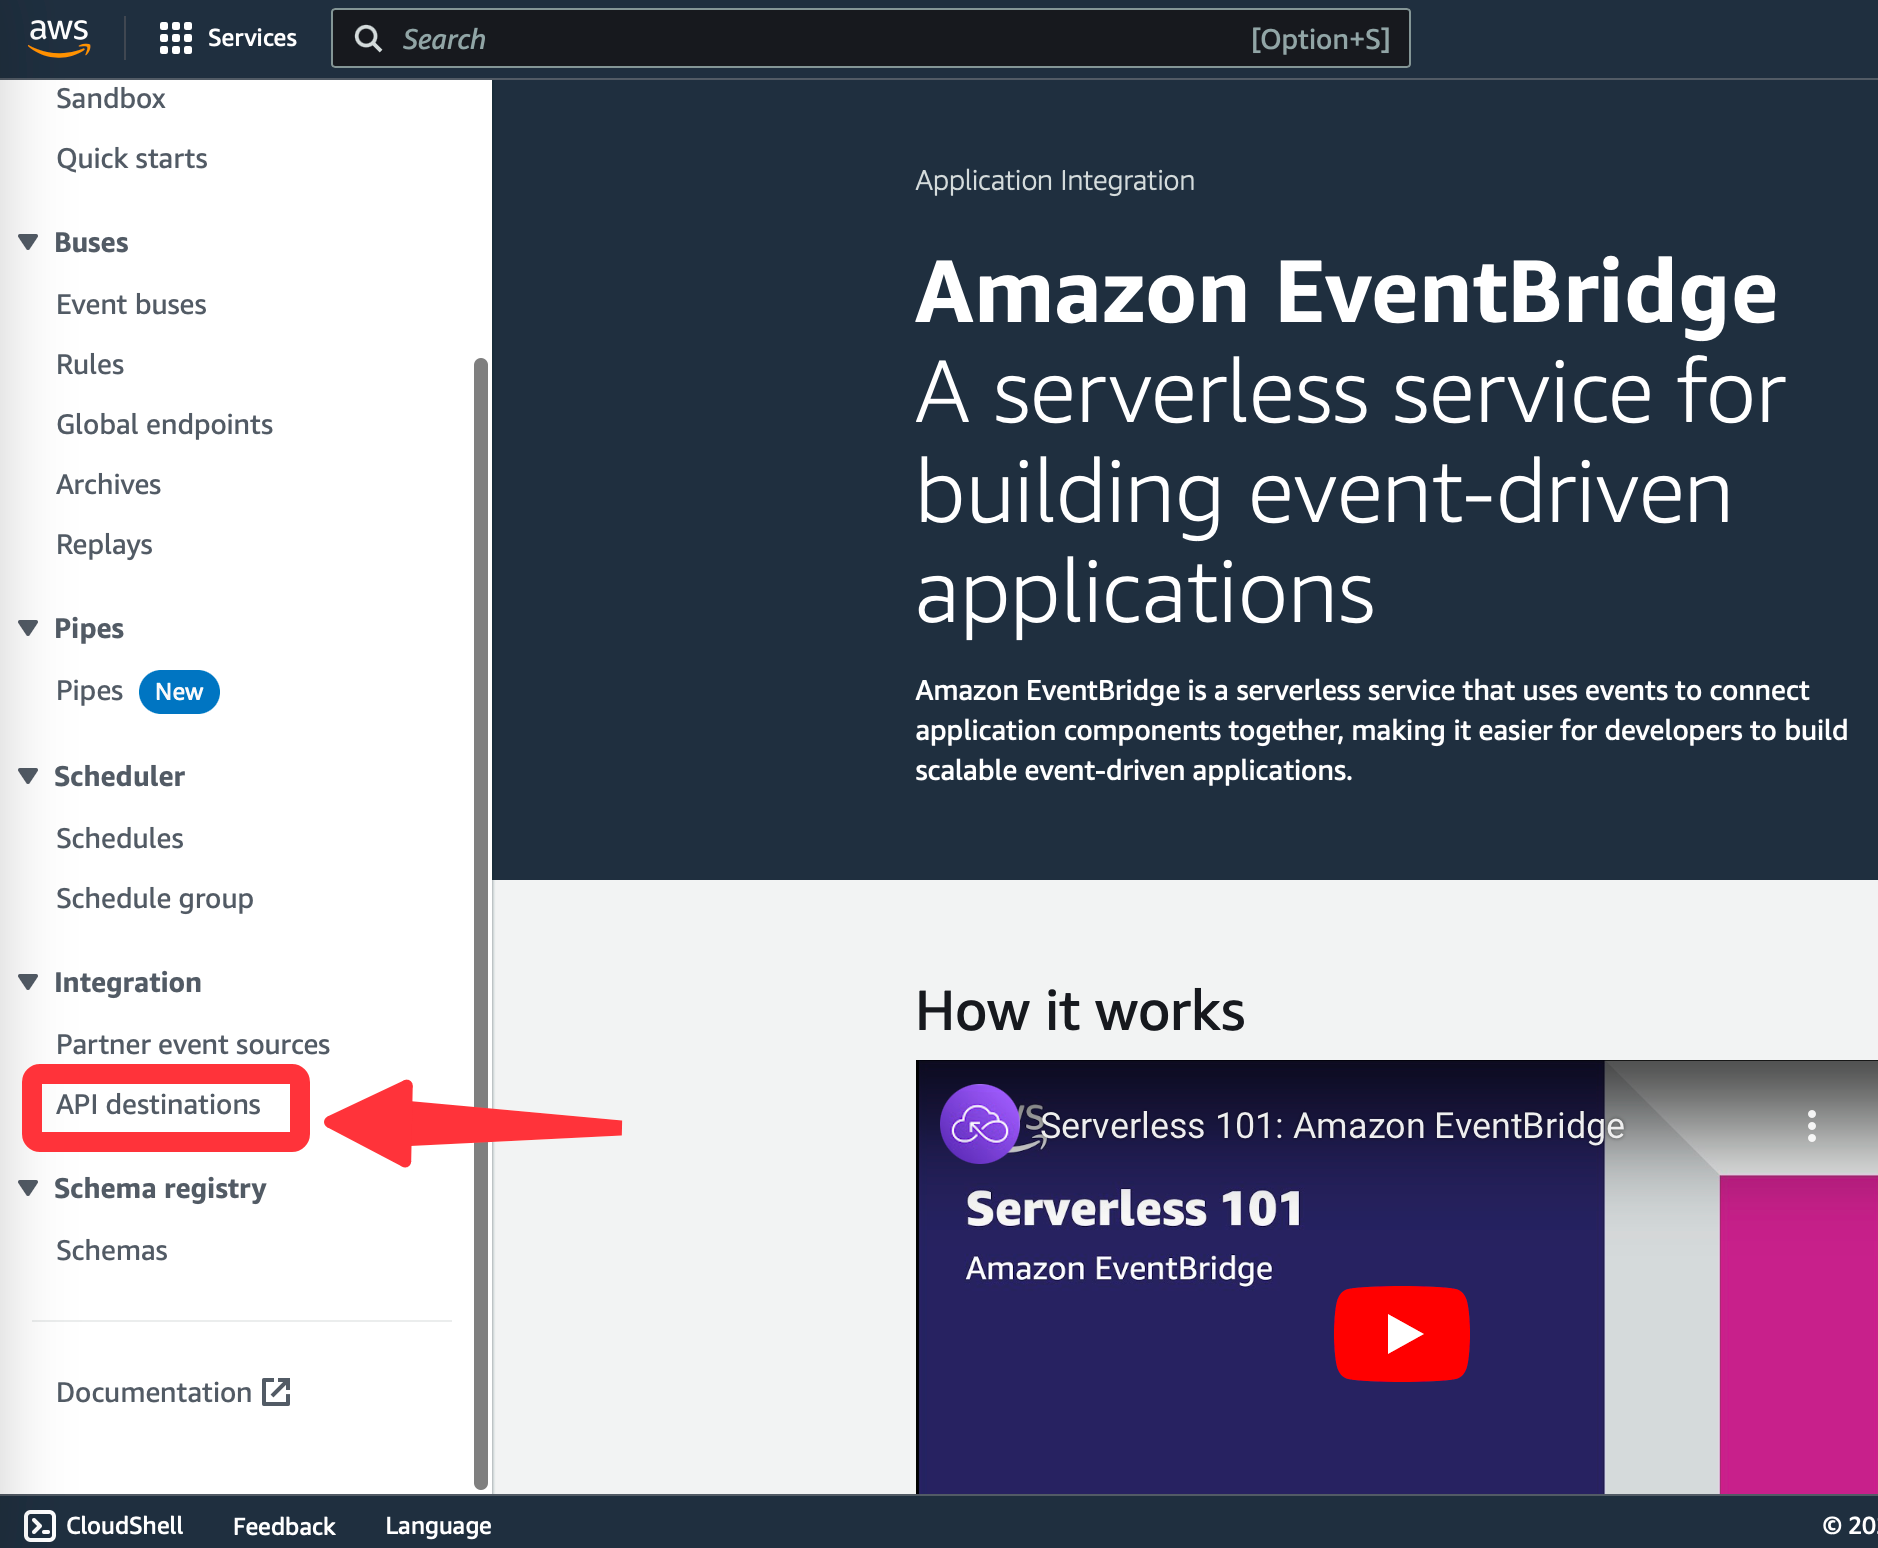 aws
Services
Search
[Option+S]
Sandbox
Quick starts
Buses
Event buses
Rules
Global endpoints
Archives
Replays
Pipes
Pipes New
Scheduler
Schedules
Schedule group
Integration
Partner event sources
API destinations
Schema registry
Schemas
Documentation
Application Integration
Amazon EventBridge
A serverless service for
building event-driven
applications
Amazon EventBridge is a serverless service that uses events to connect
application components together, making it easier for developers to build
scalable event-driven applications.
How it works
Serverless 101: Amazon EventBridge
Serverless 101
Amazon EventBridge
CloudShell
Feedback
Language
© 20